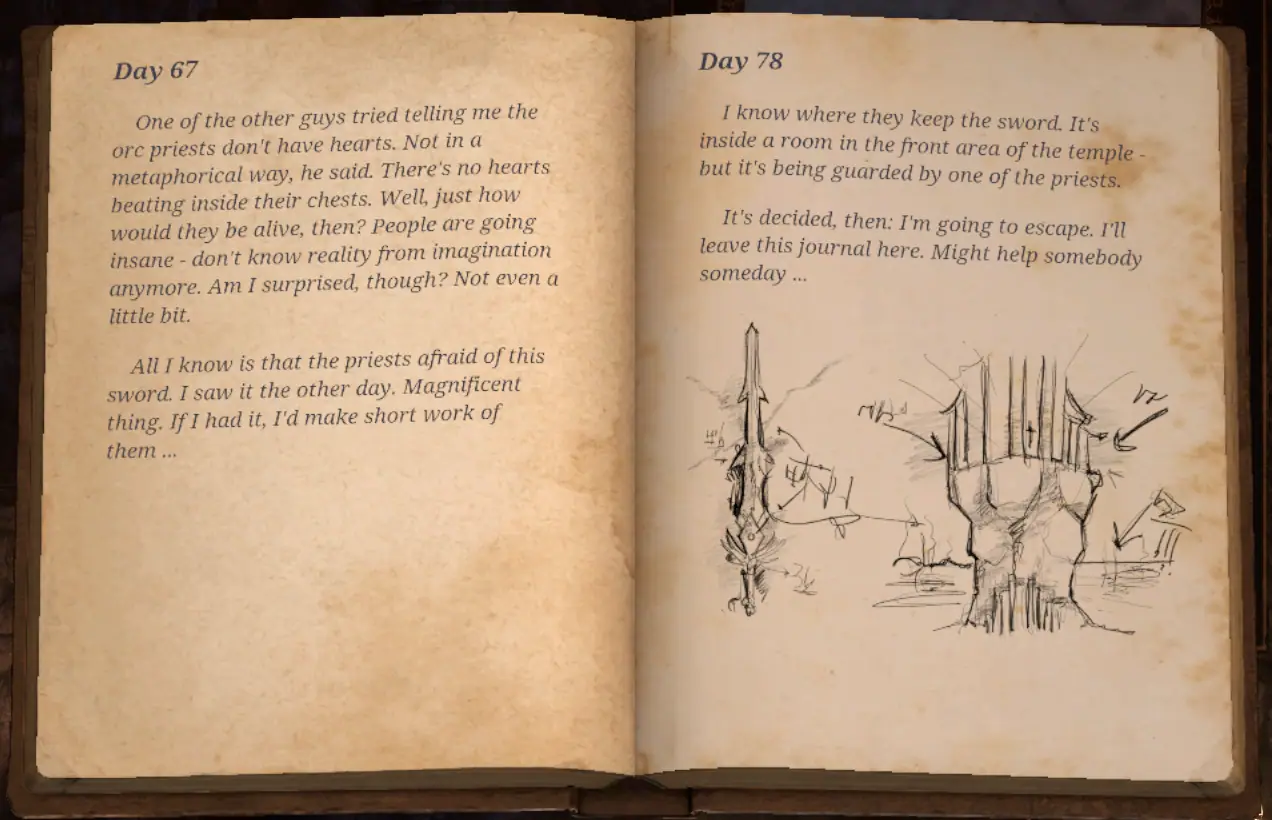 Day 67
One of the other guys tried telling me the
orc priests don't have hearts. Not in a
metaphorical way, he said. There's no hearts
beating inside their chests. Well, just how
would they be alive, then? People are going
insane - don't know reality from imagination
anymore. Am I surprised, though? Not even a
little bit.
All I know is that the priests afraid of this
sword. I saw it the other day. Magnificent
thing. If I had it, I'd make short work of
them ...
Day 78
I know where they keep the sword. It's
inside a room in the front area of the temple -
but it's being guarded by one of the priests.
It's decided, then: I'm going to escape. I'll
leave this journal here. Might help somebody
someday ...